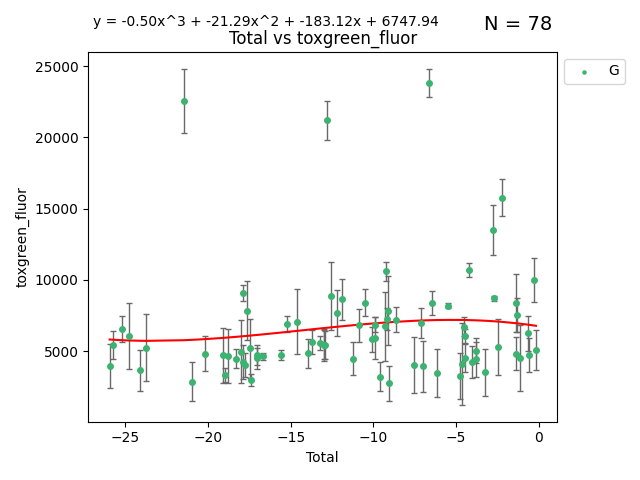 y = -0.50x^3 + -21.29x^2 + -183.12x + 6747.94
N = 78
Total vs toxgreen_fluor
G
25000
20000
15000
10000
5000
toxgreen_fluor
−25 −20 −15 −10 −5 0
Total